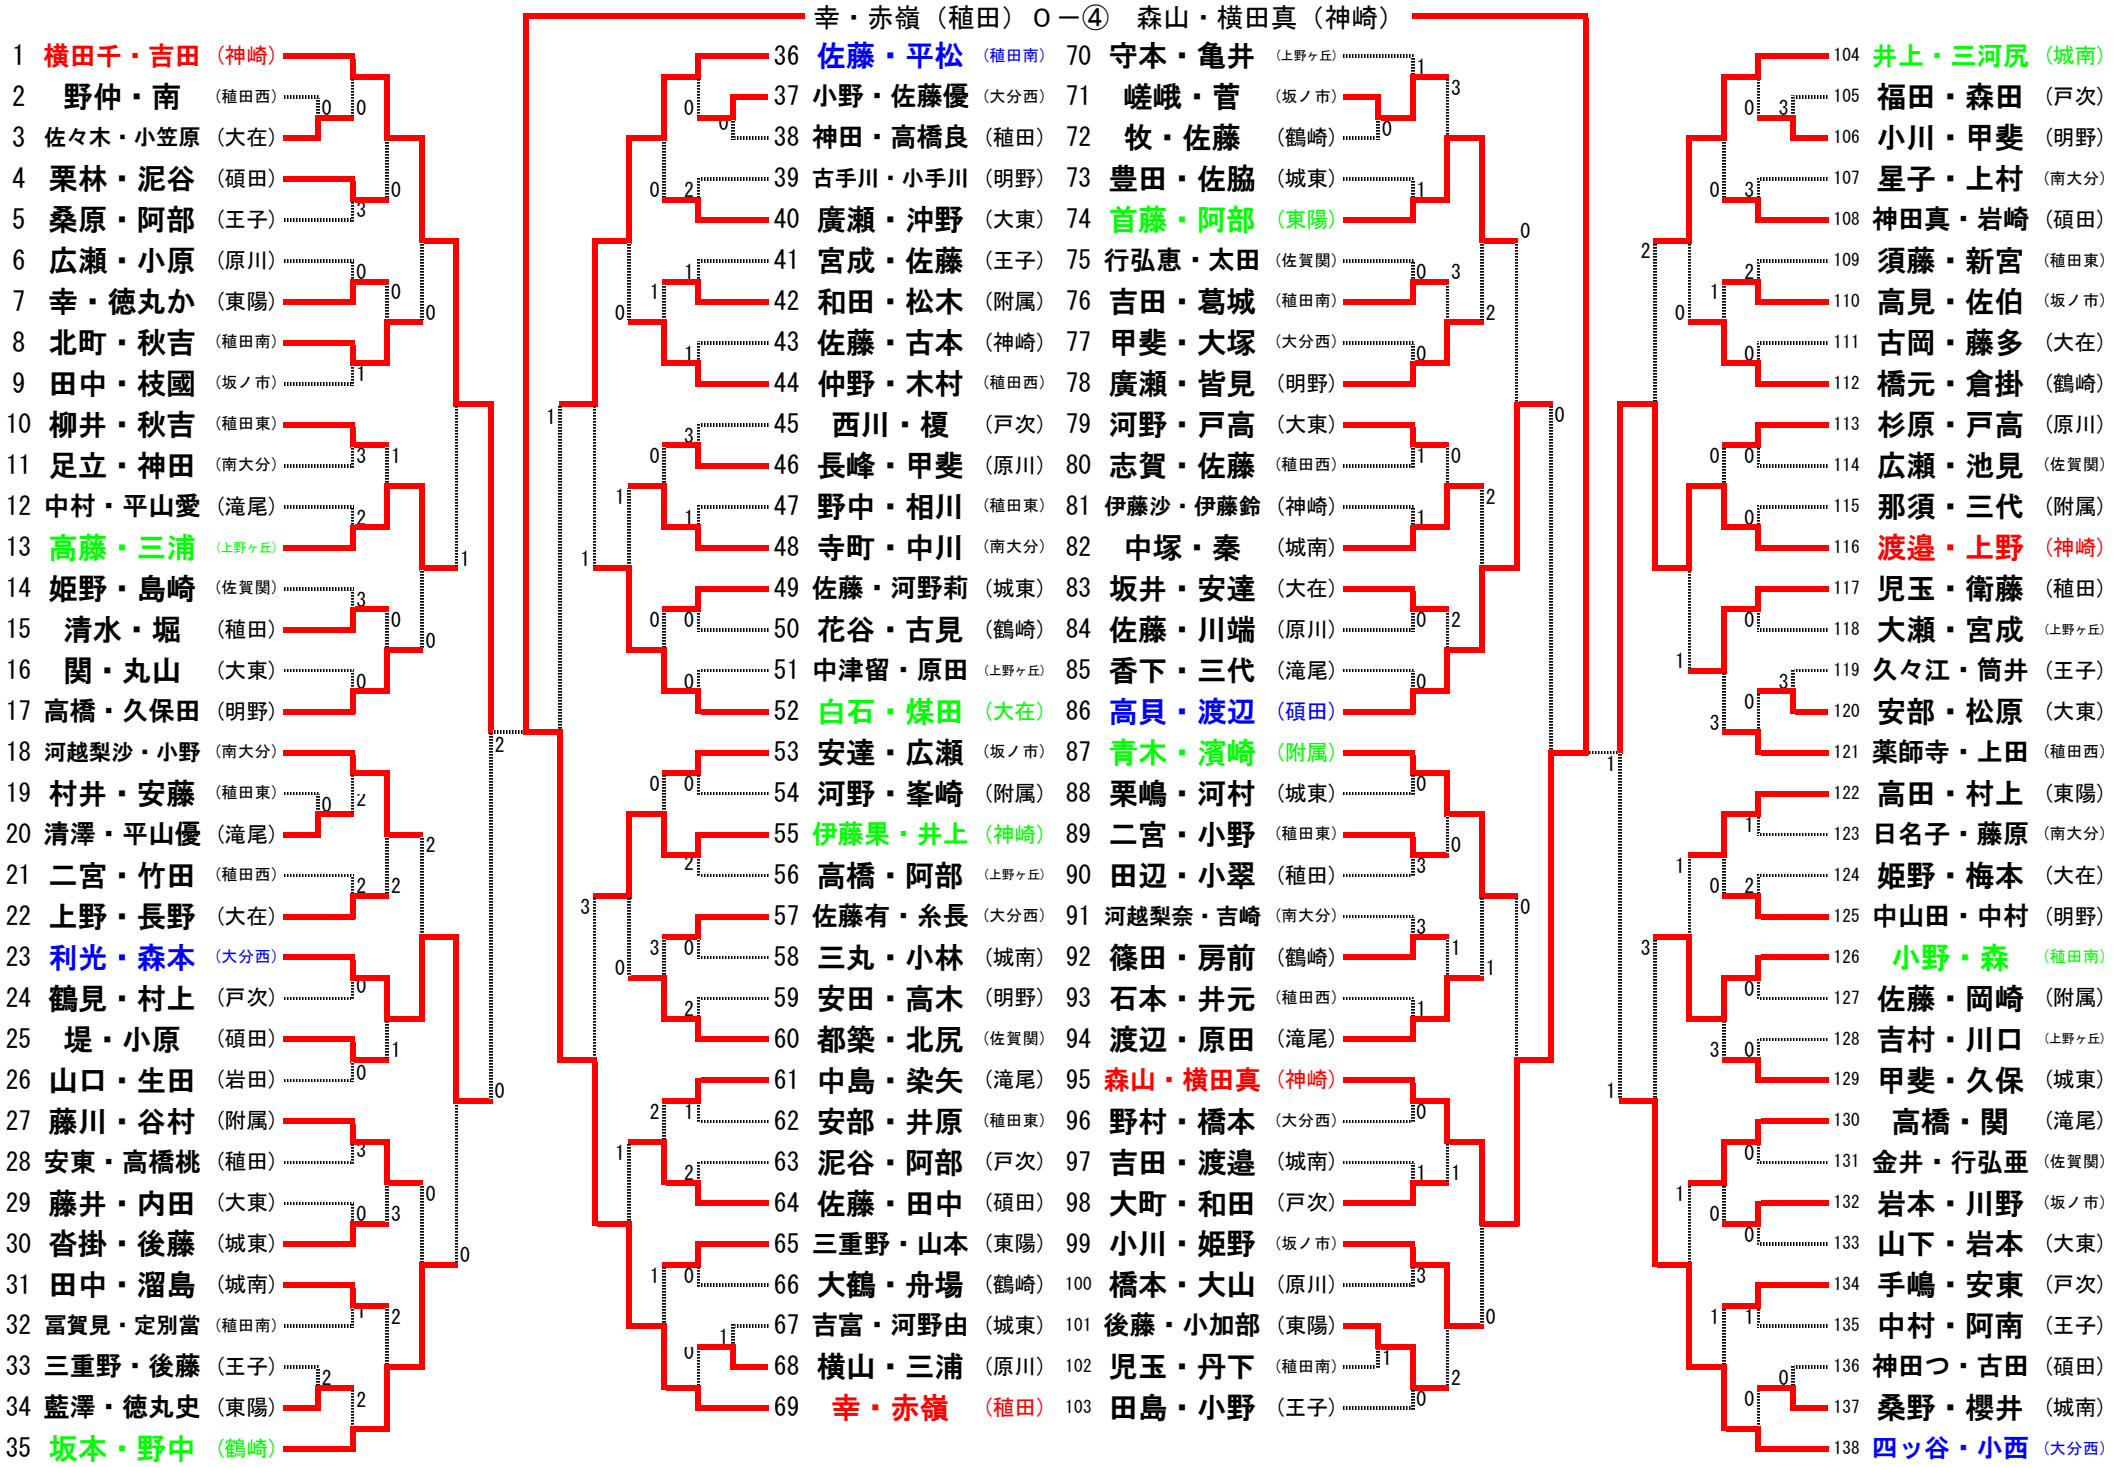 幸・赤嶺（稙田）０ー④　森山・横田真（神崎）
1 横田千・吉田（神崎）
2 野仲・南（稙田西）
3 佐々木・小笠原（大在）
4 栗林・泥谷（碩田）
5 桑原・阿部（王子）
6 広瀬・小原（原川）
7 幸・徳丸か（東陽）
8 北町・秋吉（稙田南）
9 田中・枝國（坂ノ市）
10 柳井・秋吉（稙田東）
11 足立・神田（南大分）
12 中村・平山愛（滝尾）
13 高藤・三浦（上野ヶ丘）
14 姫野・島崎（佐賀関）
15 清水・堀（稙田）
16 関・丸山（大東）
17 高橋・久保田（明野）
18 河越梨沙・小野（南大分）
19 村井・安藤（稙田東）
20 清澤・平山優（滝尾）
21 二宮・竹田（稙田西）
22 上野・長野（大在）
23 利光・森本（大分西）
24 鶴見・村上（戸次）
25 堤・小原（碩田）
26 山口・生田（岩田）
27 藤川・谷村（附属）
28 安東・高橋桃（稙田）
29 藤井・内田（大東）
30 沓掛・後藤（城東）
31 田中・溜島（城南）
32 冨賀見・定別當（稙田南）
33 三重野・後藤（王子）
34 藍澤・徳丸史（東陽）
35 坂本・野中（鶴崎）
36 佐藤・平松（稙田南）
37 小野・佐藤優（大分西）
38 神田・高橋良（稙田）
39 古手川・小手川（明野）
40 廣瀬・沖野（大東）
41 宮成・佐藤（王子）
42 和田・松木（附属）
43 佐藤・古本（神崎）
44 仲野・木村（稙田西）
45 西川・榎（戸次）
46 長峰・甲斐（原川）
47 野中・相川（稙田東）
48 寺町・中川（南大分）
49 佐藤・河野莉（城東）
50 花谷・古見（鶴崎）
51 中津留・原田（上野ヶ丘）
52 白石・煤田（大在）
53 安達・広瀬（坂ノ市）
54 河野・峯崎（附属）
55 伊藤果・井上（神崎）
56 高橋・阿部（上野ヶ丘）
57 佐藤有・糸長（大分西）
58 三丸・小林（城南）
59 安田・高木（明野）
60 都築・北尻（佐賀関）
61 中島・染矢（滝尾）
62 安部・井原（稙田東）
63 泥谷・阿部（戸次）
64 佐藤・田中（碩田）
65 三重野・山本（東陽）
66 大鶴・舟場（鶴崎）
67 吉富・河野由（城東）
68 横山・三浦（原川）
69 幸・赤嶺（稙田）
70 守本・亀井（上野ヶ丘）
71 嵯峨・菅（坂ノ市）
72 牧・佐藤（鶴崎）
73 豊田・佐脇（城東）
74 首藤・阿部（東陽）
75 行弘恵・太田（佐賀関）
76 吉田・葛城（稙田南）
77 甲斐・大塚（大分西）
78 廣瀬・皆見（明野）
79 河野・戸高（大東）
80 志賀・佐藤（稙田西）
81 伊藤沙・伊藤鈴（神崎）
82 中塚・秦（城南）
83 坂井・安達（大在）
84 佐藤・川端（原川）
85 香下・三代（滝尾）
86 高貝・渡辺（碩田）
87 青木・濱崎（附属）
88 栗嶋・河村（城東）
89 二宮・小野（稙田東）
90 田辺・小翠（稙田）
91 河越梨奈・吉崎（南大分）
92 篠田・房前（鶴崎）
93 石本・井元（稙田西）
94 渡辺・原田（滝尾）
95 森山・横田真（神崎）
96 野村・橋本（大分西）
97 吉田・渡邉（城南）
98 大町・和田（戸次）
99 小川・姫野（坂ノ市）
100 橋本・大山（原川）
101 後藤・小加部（東陽）
102 児玉・丹下（稙田南）
103 田島・小野（王子）
104 井上・三河尻（城南）
105 福田・森田（戸次）
106 小川・甲斐（明野）
107 星子・上村（南大分）
108 神田真・岩崎（碩田）
109 須藤・新宮（稙田東）
110 高見・佐伯（坂ノ市）
111 古岡・藤多（大在）
112 橋元・倉掛（鶴崎）
113 杉原・戸高（原川）
114 広瀬・池見（佐賀関）
115 那須・三代（附属）
116 渡邉・上野（神崎）
117 児玉・衛藤（稙田）
118 大瀬・宮成（上野ヶ丘）
119 久々江・筒井（王子）
120 安部・松原（大東）
121 薬師寺・上田（稙田西）
122 高田・村上（東陽）
123 日名子・藤原（南大分）
124 姫野・梅本（大在）
125 中山田・中村（明野）
126 小野・森（稙田南）
127 佐藤・岡崎（附属）
128 吉村・川口（上野ヶ丘）
129 甲斐・久保（城東）
130 高橋・関（滝尾）
131 金井・行弘亜（佐賀関）
132 岩本・川野（坂ノ市）
133 山下・岩本（大東）
134 手嶋・安東（戸次）
135 中村・阿南（王子）
136 神田つ・古田（碩田）
137 桑野・櫻井（城南）
138 四ッ谷・小西（大分西）